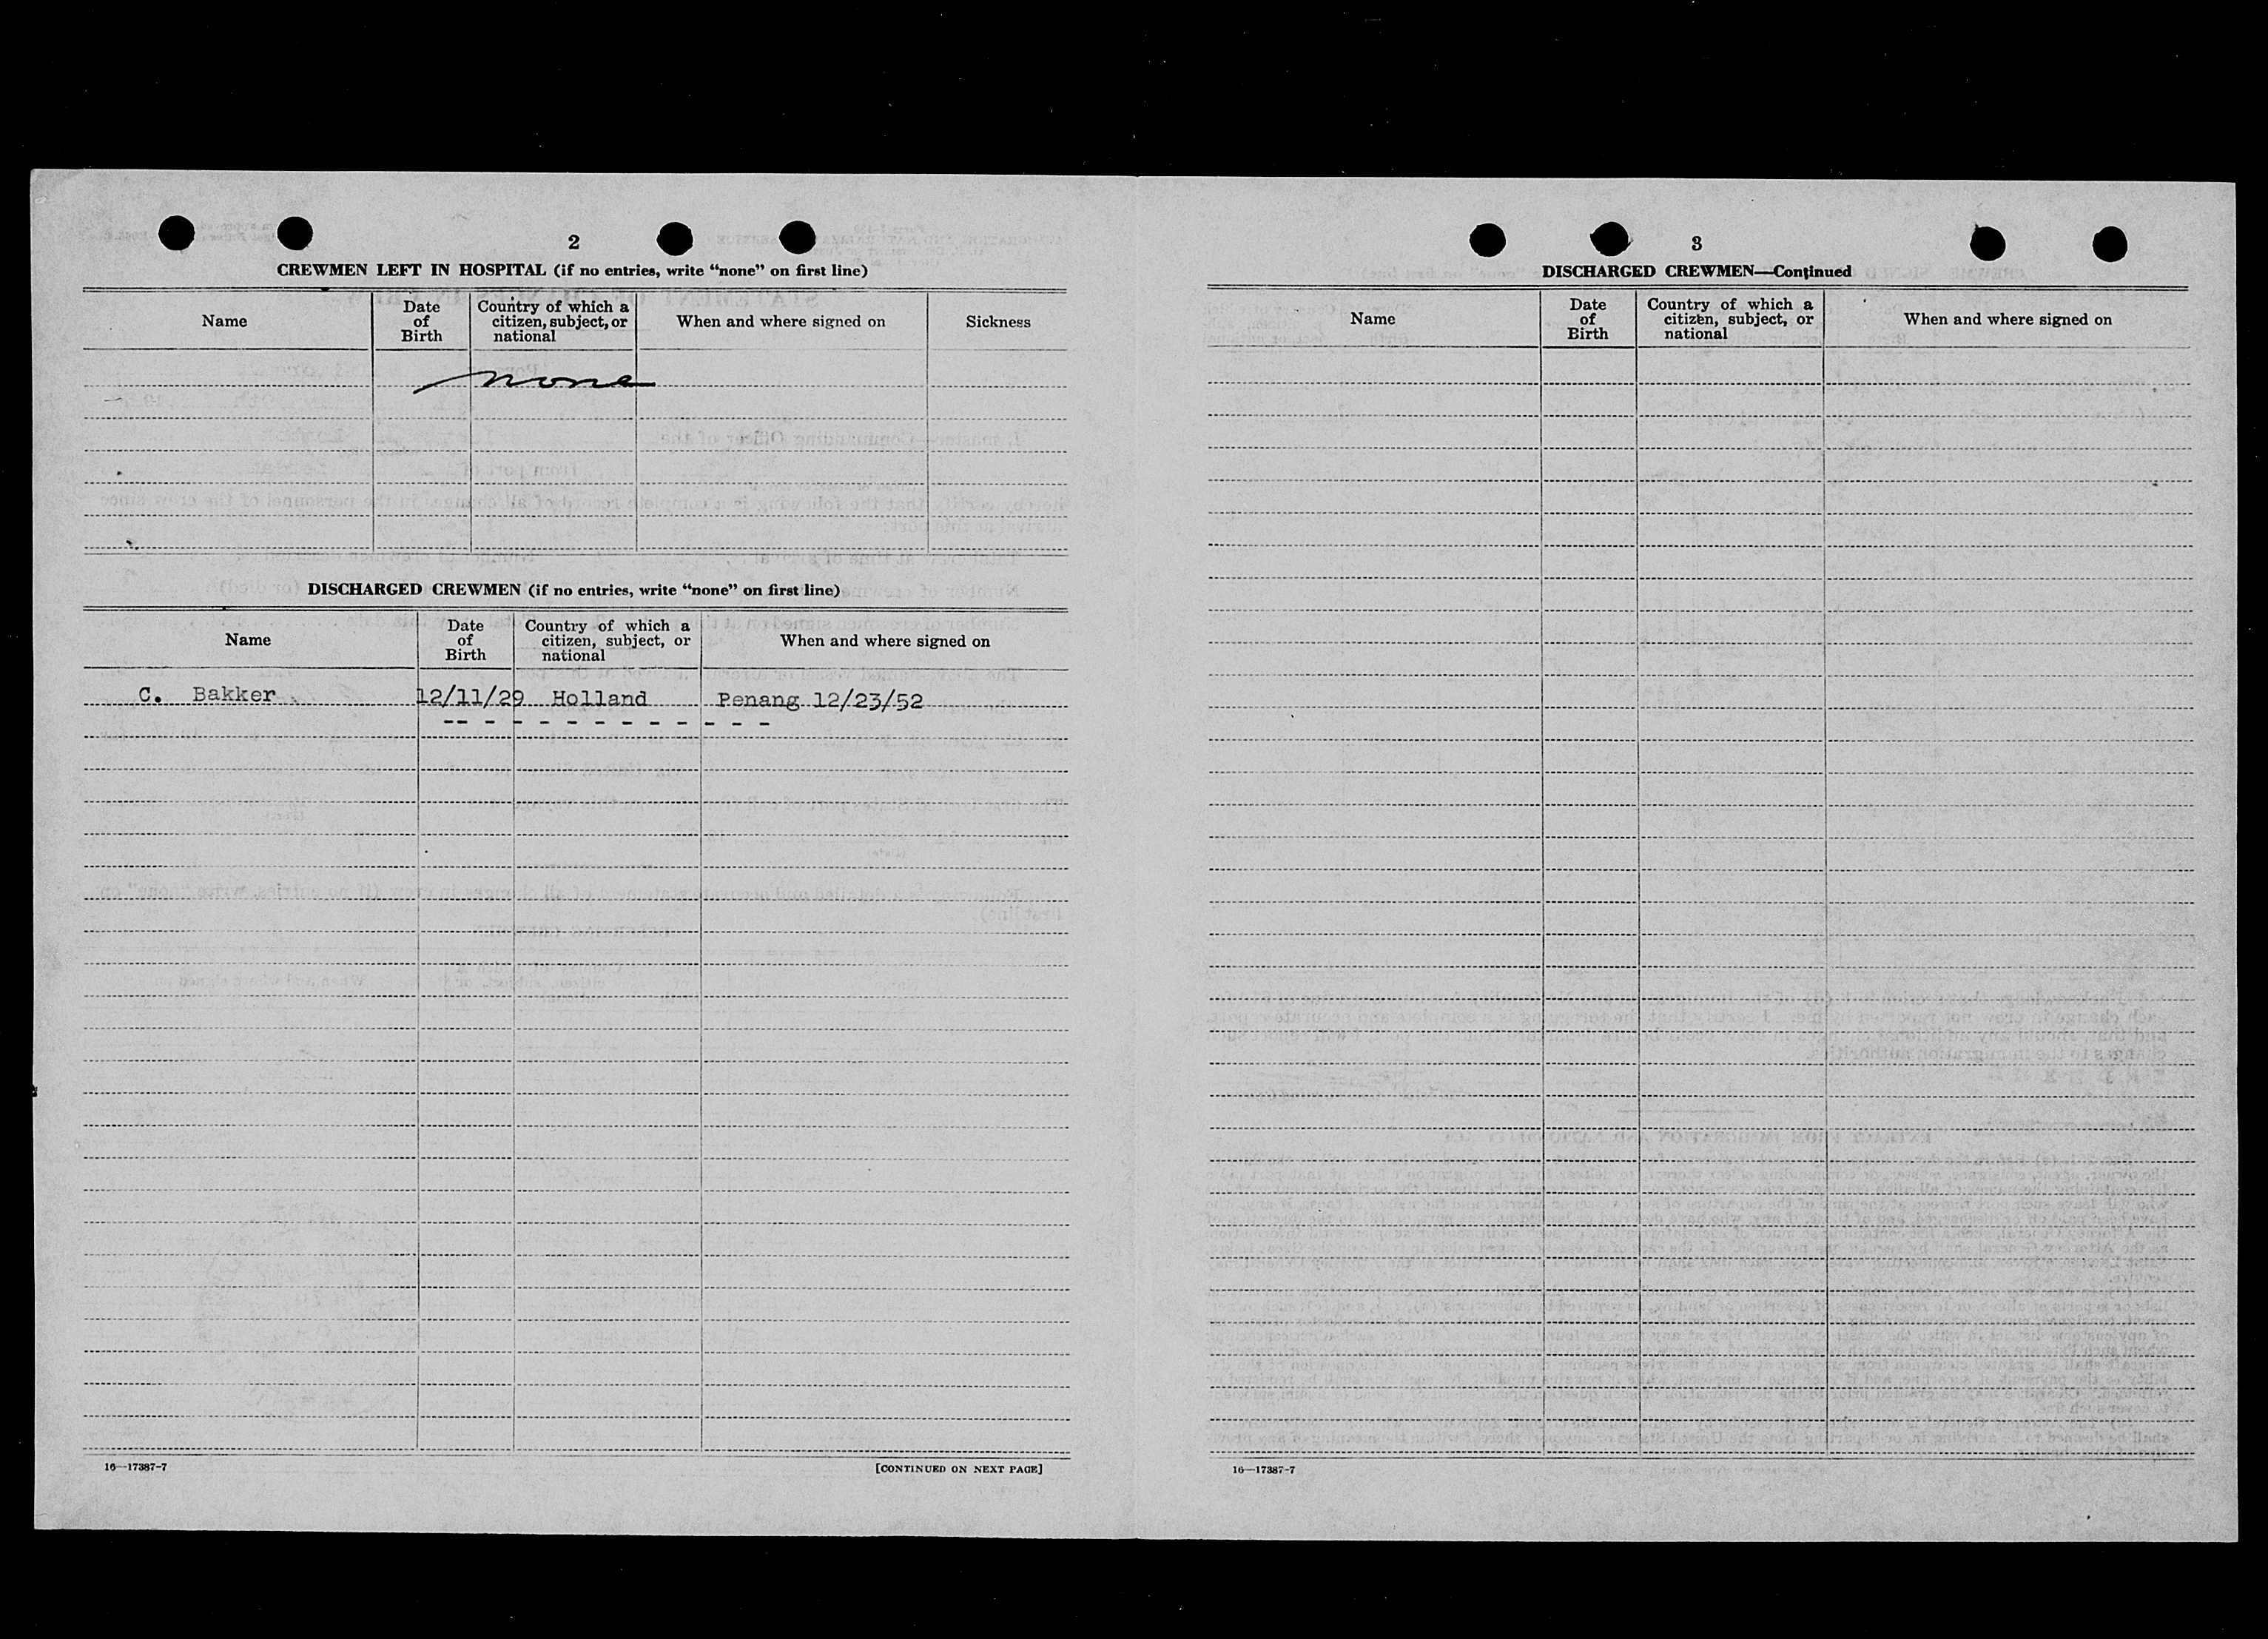 2
CREWMEN LEFT IN HOSPITAL (if no entries, write “none” on first line)
Name
Date of Birth
Country of which a citizen, subject, or national
When and where signed on
Sickness
none
DISCHARGED CREWMEN (if no entries, write “none” on first line)
Name
Date of Birth
Country of which a citizen, subject, or national
When and where signed on
C. Bakker 12/11/29 Holland Penang 12/23/52
-- - - - - - - - - - - -
16—17387-7
[CONTINUED ON NEXT PAGE]
3
DISCHARGED CREWMEN—Continued
Name
Date of Birth
Country of which a citizen, subject, or national
When and where signed on
16—17387-7